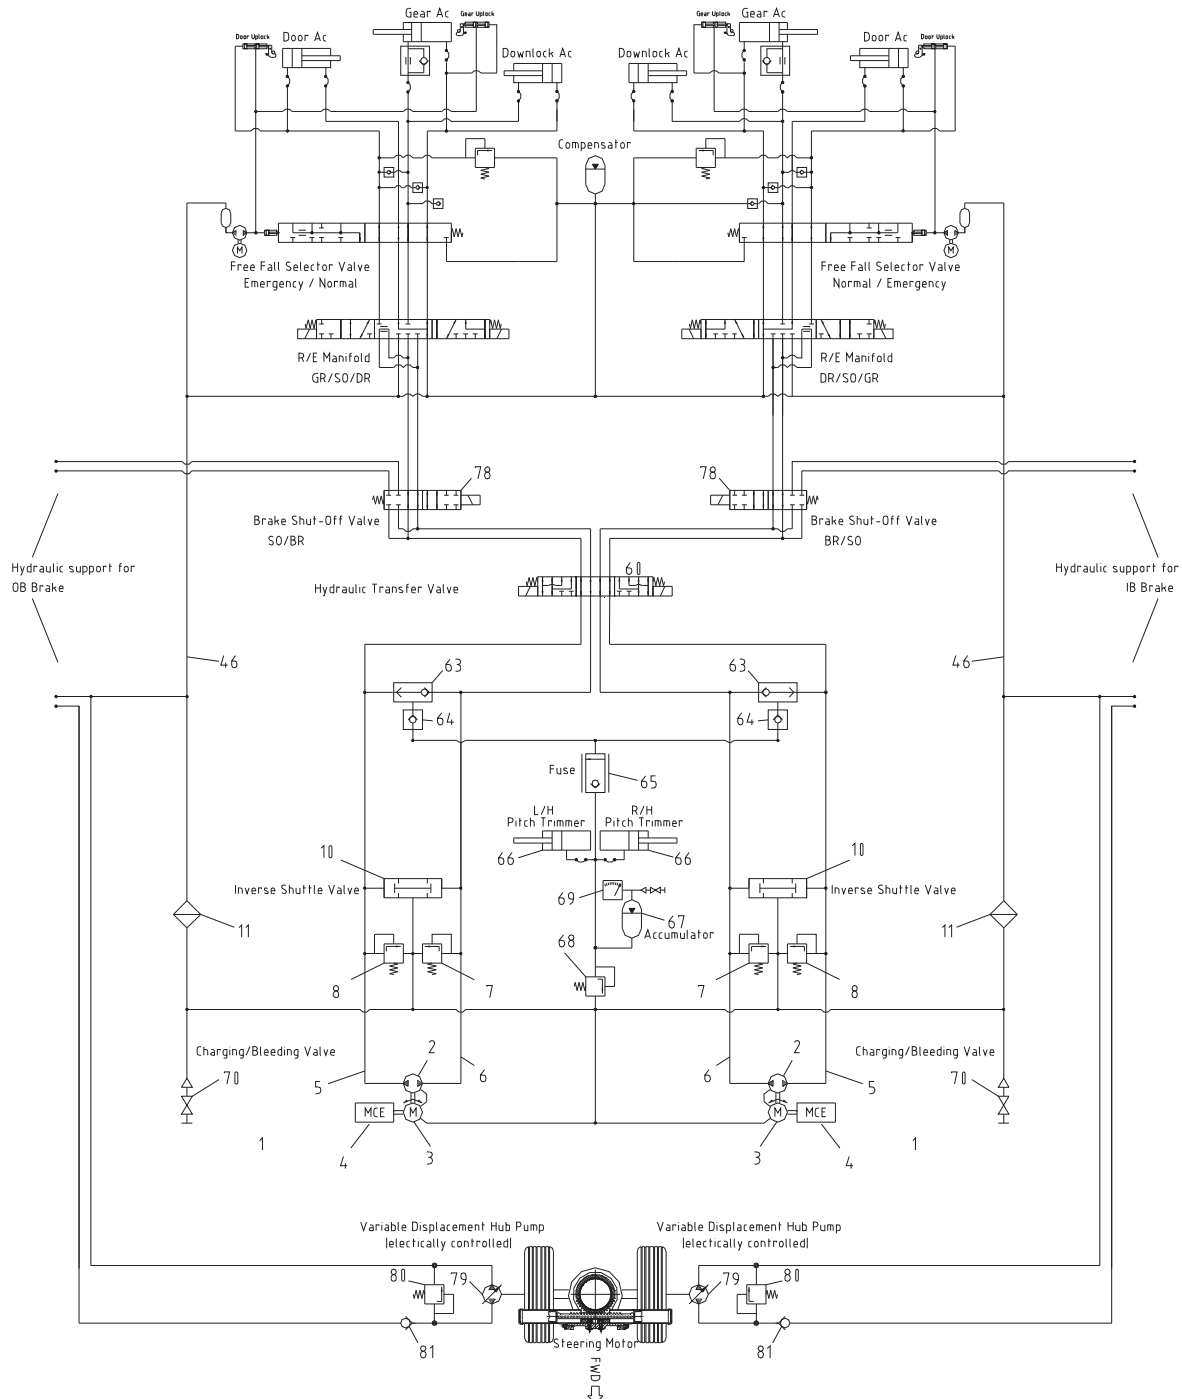 Gear Ac
Gear Uplock
Gear Uplock
Gear Ac
Door Uplock
Door Ac
Downlock Ac
Downlock Ac
Door Ac
Door Uplock
Compensator
M
M
Free Fall Selector Valve
Emergency / Normal
Free Fall Selector Valve
Normal / Emergency
R/E Manifold
GR/SO/DR
R/E Manifold
DR/SO/GR
78
78
Brake Shut-Off Valve
SO/BR
Brake Shut-Off Valve
BR/SO
Hydraulic support for
OB Brake
Hydraulic support for
IB Brake
60
Hydraulic Transfer Valve
46
63
63
46
64
64
Fuse
65
L/H
Pitch Trimmer
R/H
Pitch Trimmer
66
66
10
10
Inverse Shuttle Valve
Inverse Shuttle Valve
69
67
Accumulator
11
68
11
8
7
7
8
Charging/Bleeding Valve
2
2
Charging/Bleeding Valve
70
5
6
6
5
70
MCE
M
M
MCE
1
4
3
3
4
1
Variable Displacement Hub Pump
(electically controlled)
Variable Displacement Hub Pump
(electically controlled)
80
79
79
80
81
Steering Motor
81
FWD